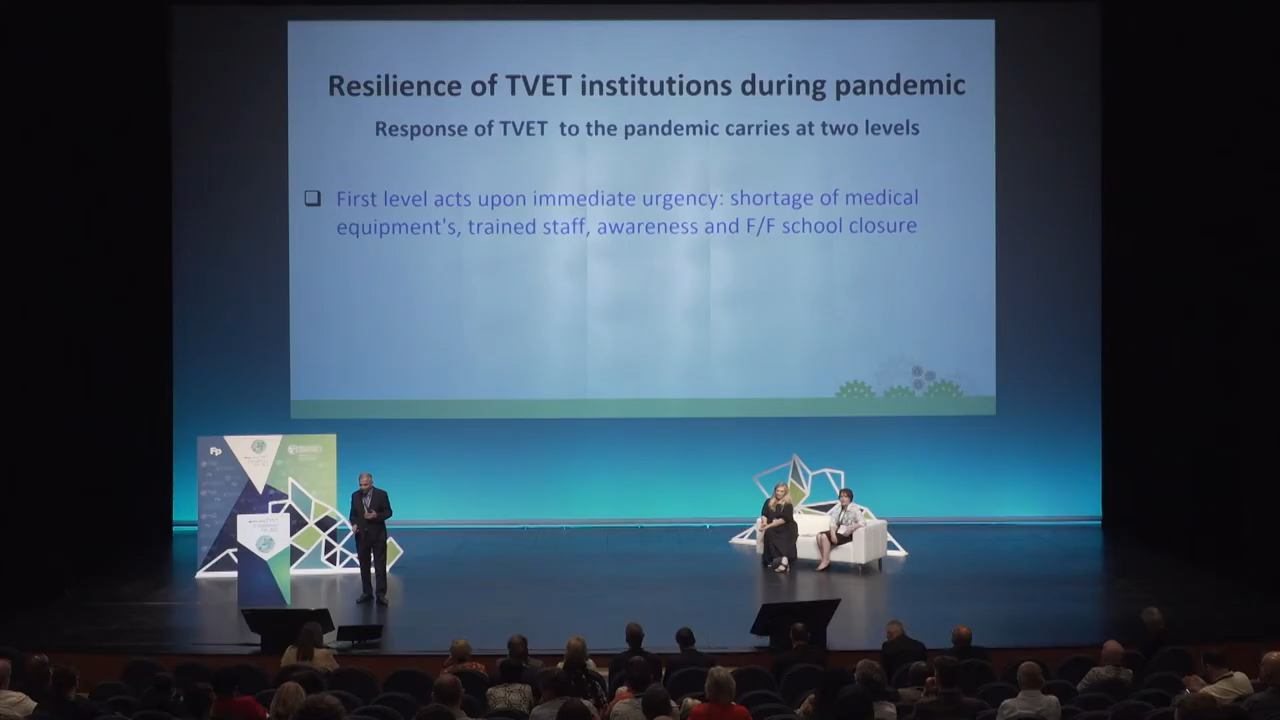 Resilience of TVET institutions during pandemic
Response of TVET to the pandemic carries at two levels
First level acts upon immediate urgency: shortage of medical
equipment's, trained staff, awareness and F/F school closure